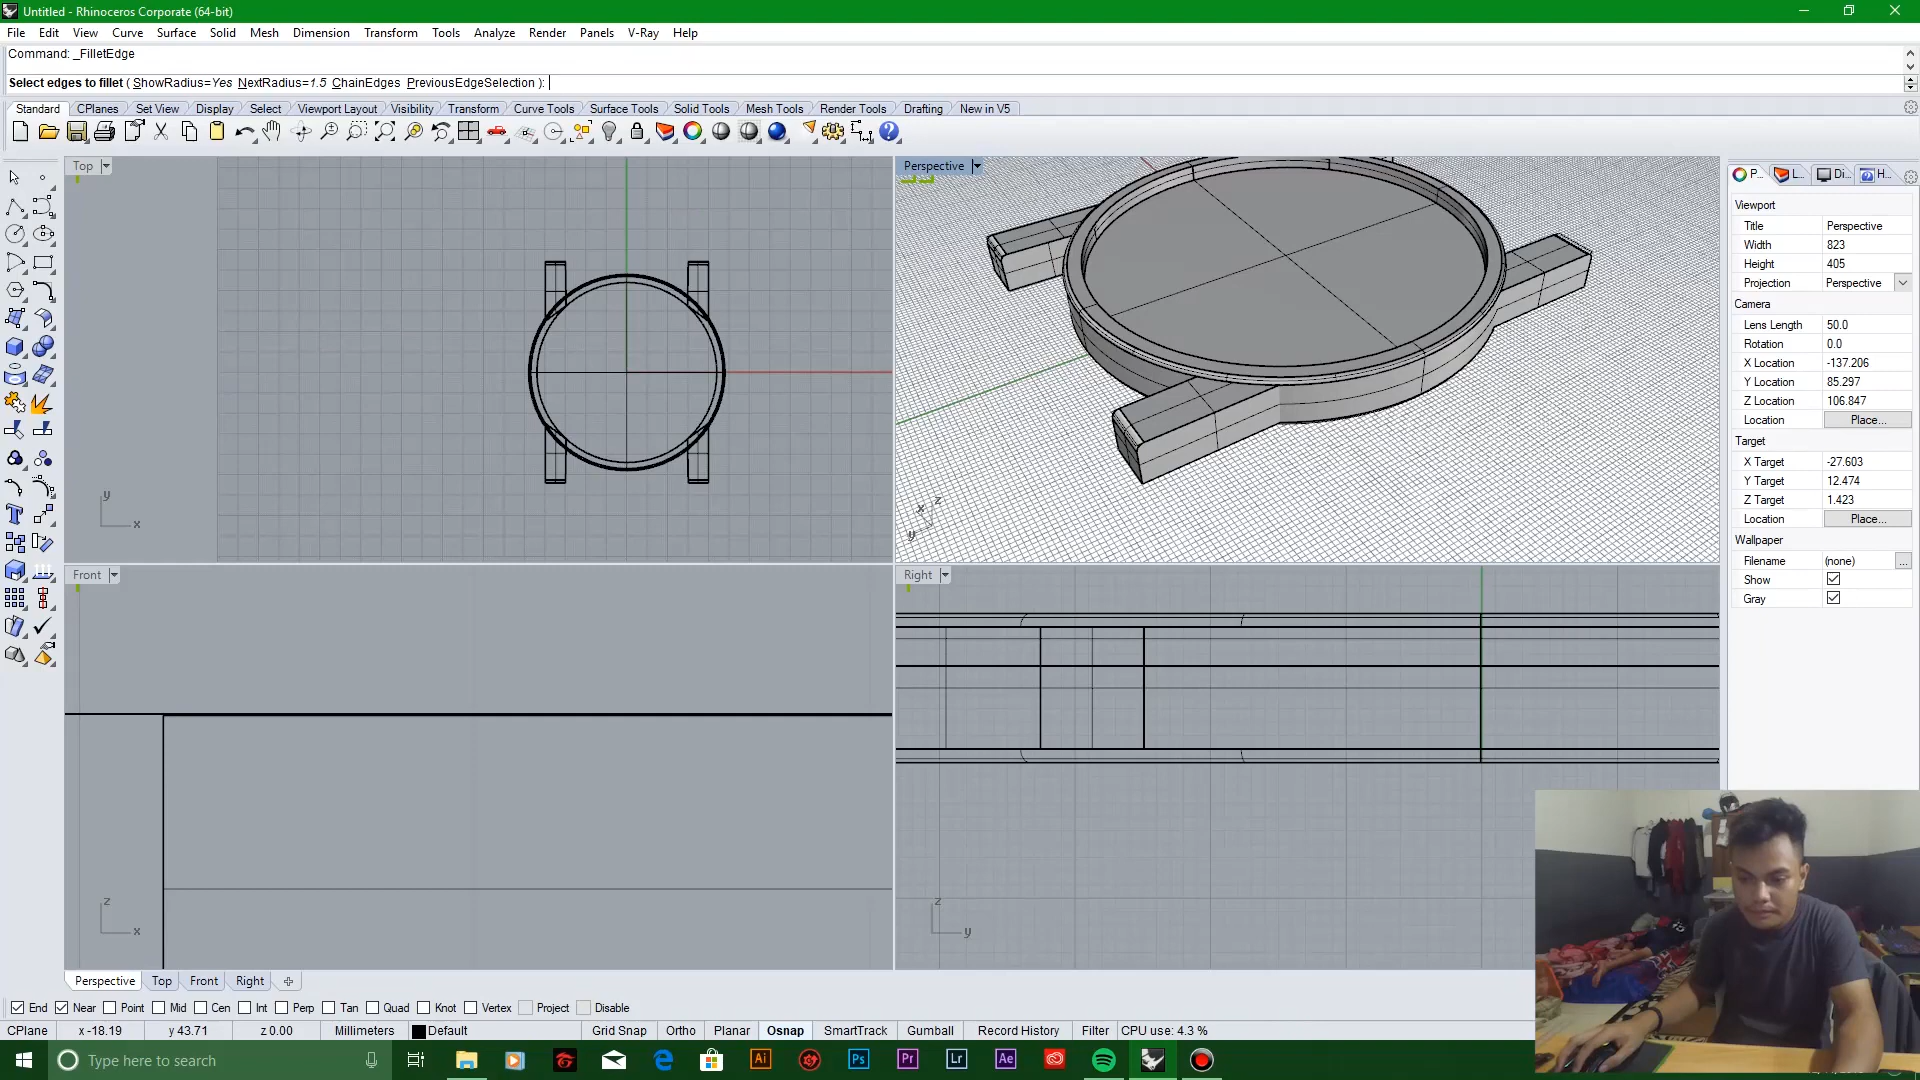 Untitled - Rhinoceros Corporate (64-bit)
File Edit View Curve Surface Solid Mesh Dimension Transform Tools Analyze Render Panels V-Ray Help
Command: _FilletEdge
Select edges to fillet ( ShowRadius=Yes NextRadius=1.5 ChainEdges PreviousEdgeSelection ):
Standard CPlanes Set View Display Select Viewport Layout Visibility Transform Curve Tools Surface Tools Solid Tools Mesh Tools Render Tools Drafting New in V5
Top
Perspective
P... L... Di... H...
Viewport
Title Perspective
Width 823
Height 405
Projection Perspective
Camera
Lens Length 50.0
Rotation 0.0
X Location -137.206
Y Location 85.297
Z Location 106.847
Location Place...
Target
X Target -27.603
Y Target 12.474
Z Target 1.423
Location Place...
Wallpaper
Filename (none) ...
Show
Gray
y
x
z
x
y
Front
Right
z
x
z
y
Perspective Top Front Right
End Near Point Mid Cen Int Perp Tan Quad Knot Vertex Project Disable
CPlane x -18.19 y 43.71 z 0.00 Millimeters Default Grid Snap Ortho Planar Osnap SmartTrack Gumball Record History Filter CPU use: 4.3 %
Type here to search
Ai Ps Pr Lr Ae